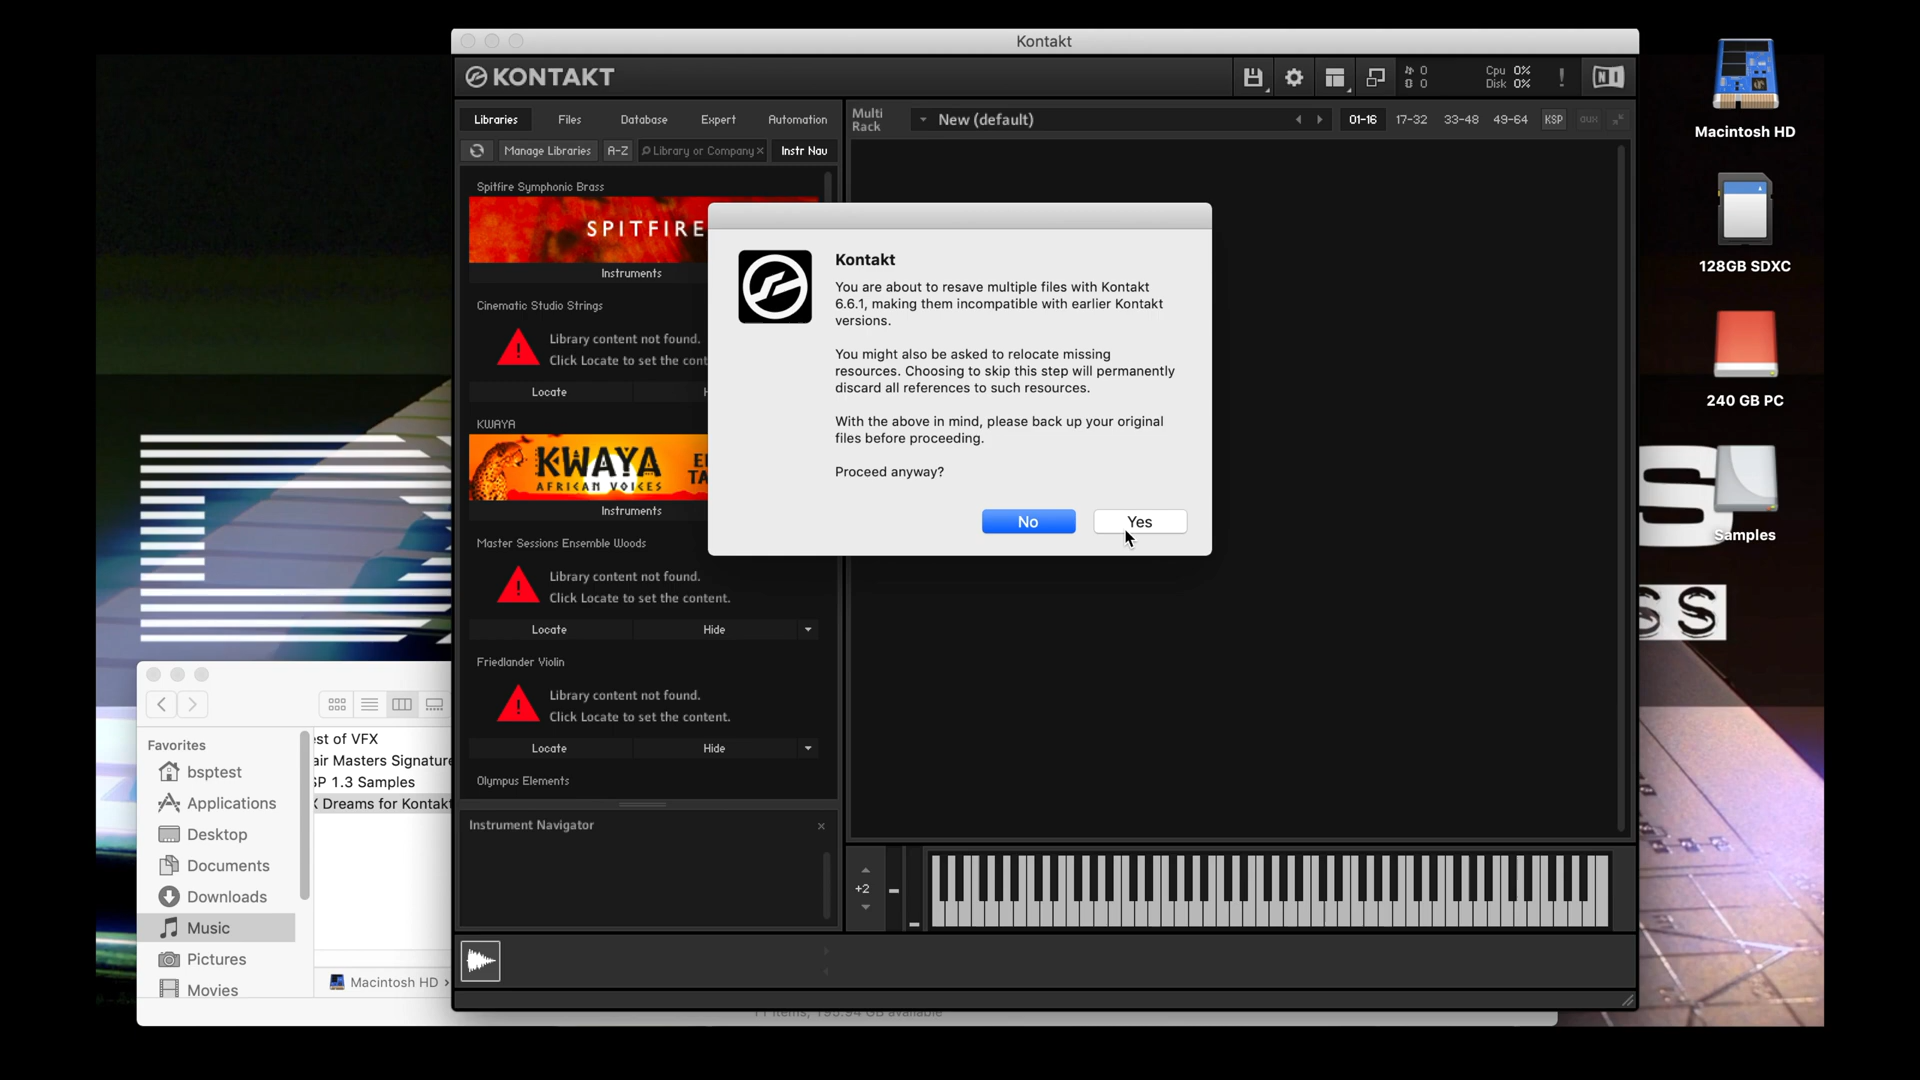 Kontakt
KONTAKT
0
0
Cpu 0%
Disk 0%
!
NI
Libraries Files Database Expert Automation
Multi
Rack
New (default)
01-16 17-32 33-48 49-64 KSP aux
Manage Libraries A-Z Library or Company × Instr Nav
Spitfire Symphonic Brass
SPITFIRE
Instruments
Cinematic Studio Strings
Library content not found.
Click Locate to set the cont
Locate
KWAYA
KWAYA
AFRICAN VOICES
Instruments
Master Sessions Ensemble Woods
Library content not found.
Click Locate to set the content.
Locate Hide
Friedlander Violin
Library content not found.
Click Locate to set the content.
Locate Hide
Olympus Elements
Instrument Navigator ×
+2
Kontakt
You are about to resave multiple files with Kontakt
6.6.1, making them incompatible with earlier Kontakt
versions.
You might also be asked to relocate missing
resources. Choosing to skip this step will permanently
discard all references to such resources.
With the above in mind, please back up your original
files before proceeding.
Proceed anyway?
No Yes
Macintosh HD
128GB SDXC
240 GB PC
Samples
Favorites
bsptest
Applications
Desktop
Documents
Downloads
Music
Pictures
Movies
est of VFX
air Masters Signature
SP 1.3 Samples
X Dreams for Kontakt
Macintosh HD ›